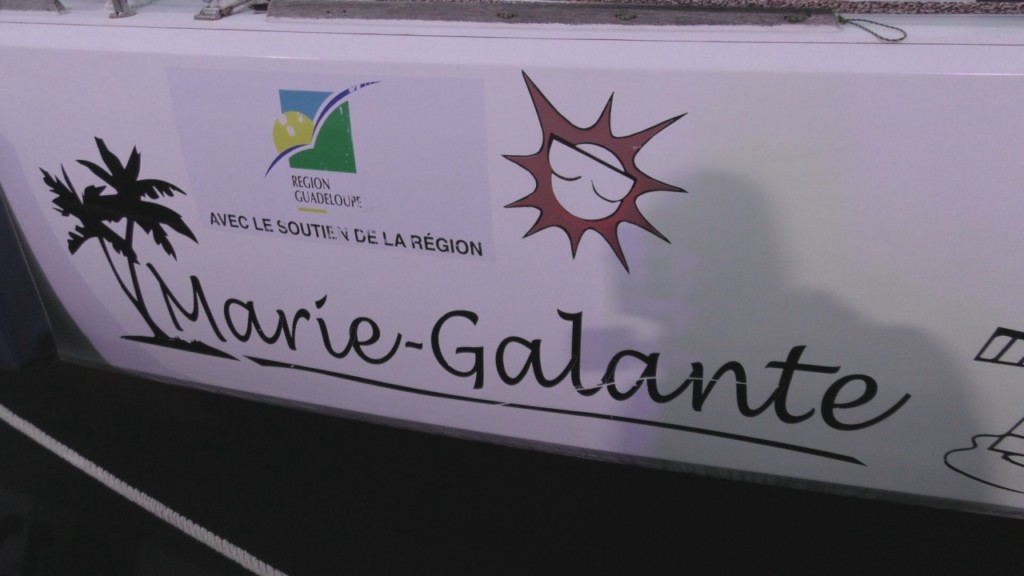 REGION
GUADELOUPE
AVEC LE SOUTIEN DE LA RÉGION
Marie-Galante